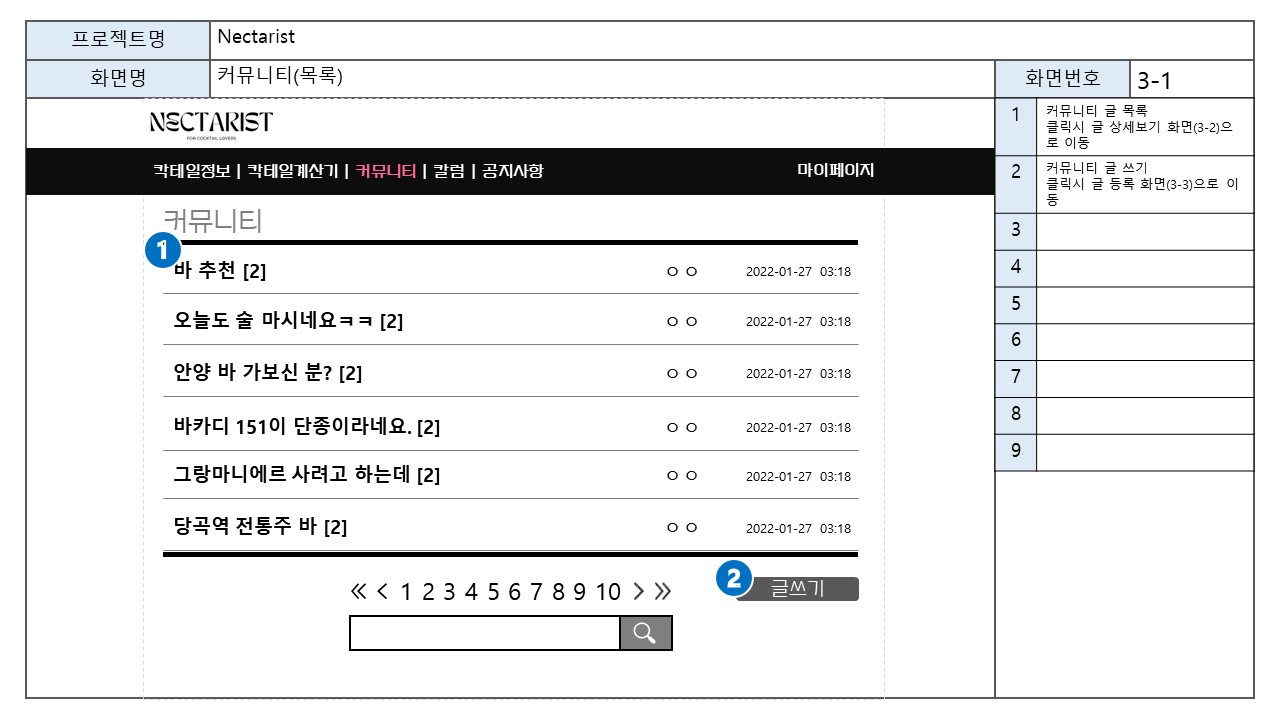 프로젝트명 Nectarist
화면명 커뮤니티(목록) 화면번호 3-1
NECTARIST
FOR COCKTAIL LOVERS
칵테일정보 | 칵테일계산기 | 커뮤니티 | 칼럼 | 공지사항 마이페이지
커뮤니티
1
바 추천 [2] ㅇㅇ 2022-01-27 03:18
오늘도 술 마시네요ㅋㅋ [2] ㅇㅇ 2022-01-27 03:18
안양 바 가보신 분? [2] ㅇㅇ 2022-01-27 03:18
바카디 151이 단종이라네요. [2] ㅇㅇ 2022-01-27 03:18
그랑마니에르 사려고 하는데 [2] ㅇㅇ 2022-01-27 03:18
당곡역 전통주 바 [2] ㅇㅇ 2022-01-27 03:18
« < 1 2 3 4 5 6 7 8 9 10 > »
2 글쓰기
1 커뮤니티 글 목록
클릭시 글 상세보기 화면(3-2)으
로 이동
2 커뮤니티 글 쓰기
클릭시 글 등록 화면(3-3)으로 이
동
3
4
5
6
7
8
9